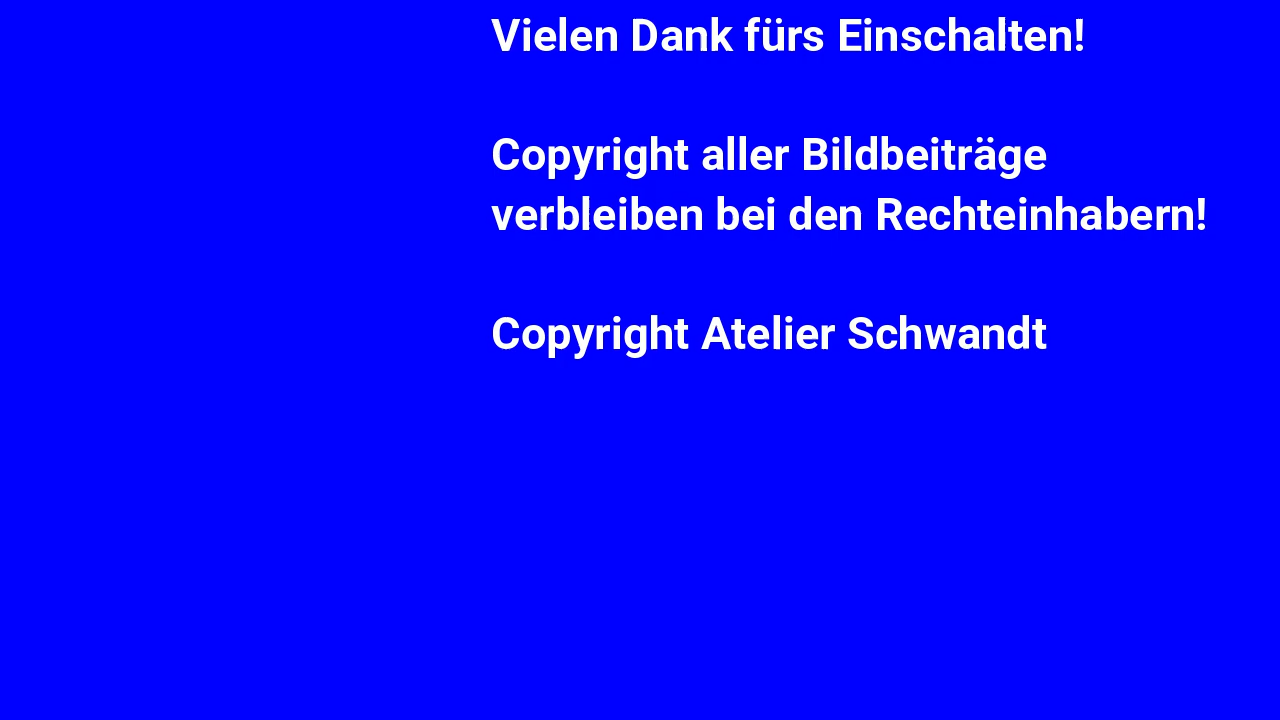 Vielen Dank fürs Einschalten!
Copyright aller Bildbeiträge
verbleiben bei den Rechteinhabern!
Copyright Atelier Schwandt